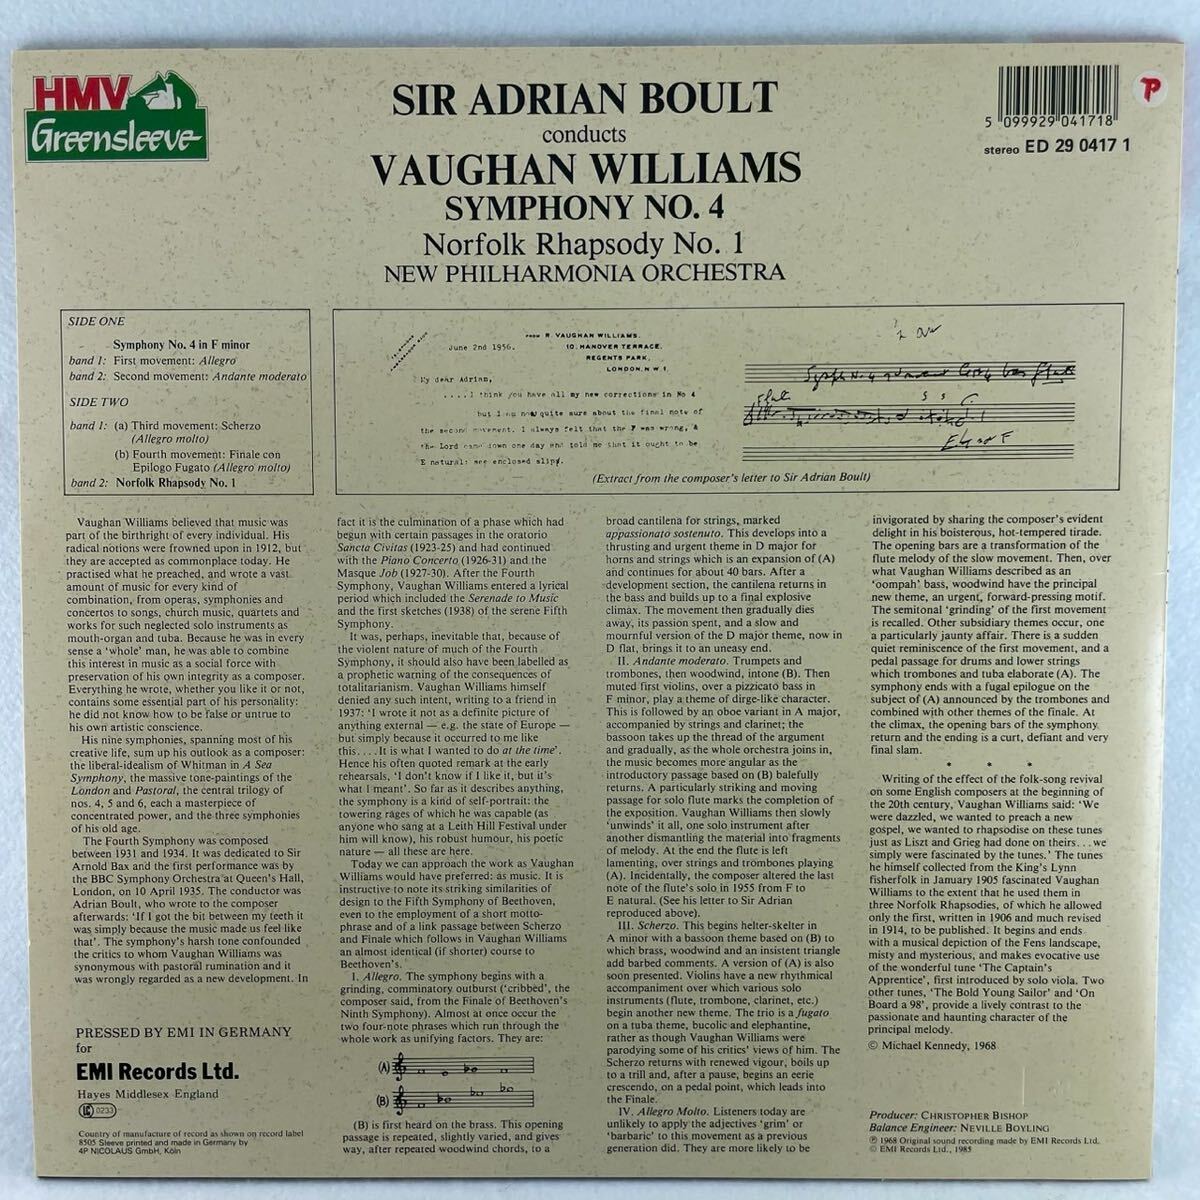 HMV
Greensleeve
SIR ADRIAN BOULT
conducts
VAUGHAN WILLIAMS
SYMPHONY NO. 4
Norfolk Rhapsody No. 1
NEW PHILHARMONIA ORCHESTRA
5 099929 041718
P
stereo ED 29 0417 1
SIDE ONE
Symphony No. 4 in F minor
band 1: First movement: Allegro
band 2: Second movement: Andante moderato
SIDE TWO
band 1: (a) Third movement: Scherzo
(Allegro molto)
(b) Fourth movement: Finale con
Epilogo Fugato (Allegro molto)
band 2: Norfolk Rhapsody No. 1
FROM R. VAUGHAN WILLIAMS.
10. HANOVER TERRACE,
REGENTS PARK,
LONDON. N W 1.
June 2nd 1956.
My dear Adrian,
....I think you have all my new corrections in No 4
but I am now quite sure about the final note of
the second movement. I always felt that the F was wrong, &
the Lord came down one day and told me that it ought to be
E natural: see enclosed slip.
(Extract from the composer's letter to Sir Adrian Boult)
Vaughan Williams believed that music was
part of the birthright of every individual. His
radical notions were frowned upon in 1912, but
they are accepted as commonplace today. He
practised what he preached, and wrote a vast
amount of music for every kind of
combination, from operas, symphonies and
concertos to songs, church music, quartets and
works for such neglected solo instruments as
mouth-organ and tuba. Because he was in every
sense a 'whole' man, he was able to combine
this interest in music as a social force with
preservation of his own integrity as a composer.
Everything he wrote, whether you like it or not,
contains some essential part of his personality:
he did not know how to be false or untrue to
his own artistic conscience.
His nine symphonies, spanning most of his
creative life, sum up his outlook as a composer:
the liberal-idealism of Whitman in A Sea
Symphony, the massive tone-paintings of the
London and Pastoral, the central trilogy of
nos. 4, 5 and 6, each a masterpiece of
concentrated power, and the three symphonies
of his old age.
The Fourth Symphony was composed
between 1931 and 1934. It was dedicated to Sir
Arnold Bax and the first performance was by
the BBC Symphony Orchestra at Queen's Hall,
London, on 10 April 1935. The conductor was
Adrian Boult, who wrote to the composer
afterwards: 'If I got the bit between my teeth it
was simply because the music made us feel like
that'. The symphony's harsh tone confounded
the critics to whom Vaughan Williams was
synonymous with pastoral rumination and it
was wrongly regarded as a new development. In
PRESSED BY EMI IN GERMANY
for
EMI Records Ltd.
Hayes Middlesex England
LC 0233
Country of manufacture of record as shown on record label
8505 Sleeve printed and made in Germany by
4P NICOLAUS GmbH, Köln
fact it is the culmination of a phase which had
begun with certain passages in the oratorio
Sancta Civitas (1923-25) and had continued
with the Piano Concerto (1926-31) and the
Masque Job (1927-30). After the Fourth
Symphony, Vaughan Williams entered a lyrical
period which included the Serenade to Music
and the first sketches (1938) of the serene Fifth
Symphony.
It was, perhaps, inevitable that, because of
the violent nature of much of the Fourth
Symphony, it should also have been labelled as
a prophetic warning of the consequences of
totalitarianism. Vaughan Williams himself
denied any such intent, writing to a friend in
1937: 'I wrote it not as a definite picture of
anything external — e.g. the state of Europe —
but simply because it occurred to me like
this. . . . It is what I wanted to do at the time'.
Hence his often quoted remark at the early
rehearsals, 'I don't know if I like it, but it's
what I meant'. So far as it describes anything,
the symphony is a kind of self-portrait: the
towering rages of which he was capable (as
anyone who sang at a Leith Hill Festival under
him will know), his robust humour, his poetic
nature — all these are here.
Today we can approach the work as Vaughan
Williams would have preferred: as music. It is
instructive to note its striking similarities of
design to the Fifth Symphony of Beethoven,
even to the employment of a short motto-
phrase and of a link passage between Scherzo
and Finale which follows in Vaughan Williams
an almost identical (if shorter) course to
Beethoven's.
I. Allegro. The symphony begins with a
grinding, comminatory outburst ('cribbed', the
composer said, from the Finale of Beethoven's
Ninth Symphony). Almost at once occur the
two four-note phrases which run through the
whole work as unifying factors. They are:
(A)
(B)
(B) is first heard on the brass. This opening
passage is repeated, slightly varied, and gives
way, after repeated woodwind chords, to a
broad cantilena for strings, marked
appassionato sostenuto. This develops into a
thrusting and urgent theme in D major for
horns and strings which is an expansion of (A)
and continues for about 40 bars. After a
development section, the cantilena returns in
the bass and builds up to a final explosive
climax. The movement then gradually dies
away, its passion spent, and a slow and
mournful version of the D major theme, now in
D flat, brings it to an uneasy end.
II. Andante moderato. Trumpets and
trombones, then woodwind, intone (B). Then
muted first violins, over a pizzicato bass in
F minor, play a theme of dirge-like character.
This is followed by an oboe variant in A major,
accompanied by strings and clarinet; the
bassoon takes up the thread of the argument
and gradually, as the whole orchestra joins in,
the music becomes more angular as the
introductory passage based on (B) balefully
returns. A particularly striking and moving
passage for solo flute marks the completion of
the exposition. Vaughan Williams then slowly
'unwinds' it all, one solo instrument after
another dismantling the material into fragments
of melody. At the end the flute is left
lamenting, over strings and trombones playing
(A). Incidentally, the composer altered the last
note of the flute's solo in 1955 from F to
E natural. (See his letter to Sir Adrian
reproduced above).
III. Scherzo. This begins helter-skelter in
A minor with a bassoon theme based on (B) to
which brass, woodwind and an insistent triangle
add barbed comments. A version of (A) is also
soon presented. Violins have a new rhythmical
accompaniment over which various solo
instruments (flute, trombone, clarinet, etc.)
begin another new theme. The trio is a fugato
on a tuba theme, bucolic and elephantine,
rather as though Vaughan Williams were
parodying some of his critics' views of him. The
Scherzo returns with renewed vigour, boils up
to a trill and, after a pause, begins an eerie
crescendo, on a pedal point, which leads into
the Finale.
IV. Allegro Molto. Listeners today are
unlikely to apply the adjectives 'grim' or
'barbaric' to this movement as a previous
generation did. They are more likely to be
invigorated by sharing the composer's evident
delight in his boisterous, hot-tempered tirade.
The opening bars are a transformation of the
flute melody of the slow movement. Then, over
what Vaughan Williams described as an
'oompah' bass, woodwind have the principal
new theme, an urgent, forward-pressing motif.
The semitonal 'grinding' of the first movement
is recalled. Other subsidiary themes occur, one
a particularly jaunty affair. There is a sudden
quiet reminiscence of the first movement, and a
pedal passage for drums and lower strings
which trombones and tuba elaborate (A). The
symphony ends with a fugal epilogue on the
subject of (A) announced by the trombones and
combined with other themes of the finale. At
the climax, the opening bars of the symphony
return and the ending is a curt, defiant and very
final slam.
* * *
Writing of the effect of the folk-song revival
on some English composers at the beginning of
the 20th century, Vaughan Williams said: 'We
were dazzled, we wanted to preach a new
gospel, we wanted to rhapsodise on these tunes
just as Liszt and Grieg had done on theirs. . . we
simply were fascinated by the tunes.' The tunes
he himself collected from the King's Lynn
fisherfolk in January 1905 fascinated Vaughan
Williams to the extent that he used them in
three Norfolk Rhapsodies, of which he allowed
only the first, written in 1906 and much revised
in 1914, to be published. It begins and ends
with a musical depiction of the Fens landscape,
misty and mysterious, and makes evocative use
of the wonderful tune 'The Captain's
Apprentice', first introduced by solo viola. Two
other tunes, 'The Bold Young Sailor' and 'On
Board a 98', provide a lively contrast to the
passionate and haunting character of the
principal melody.
© Michael Kennedy, 1968
Producer: CHRISTOPHER BISHOP
Balance Engineer: NEVILLE BOYLING
℗ 1968 Original sound recording made by EMI Records Ltd.
© EMI Records Ltd., 1985